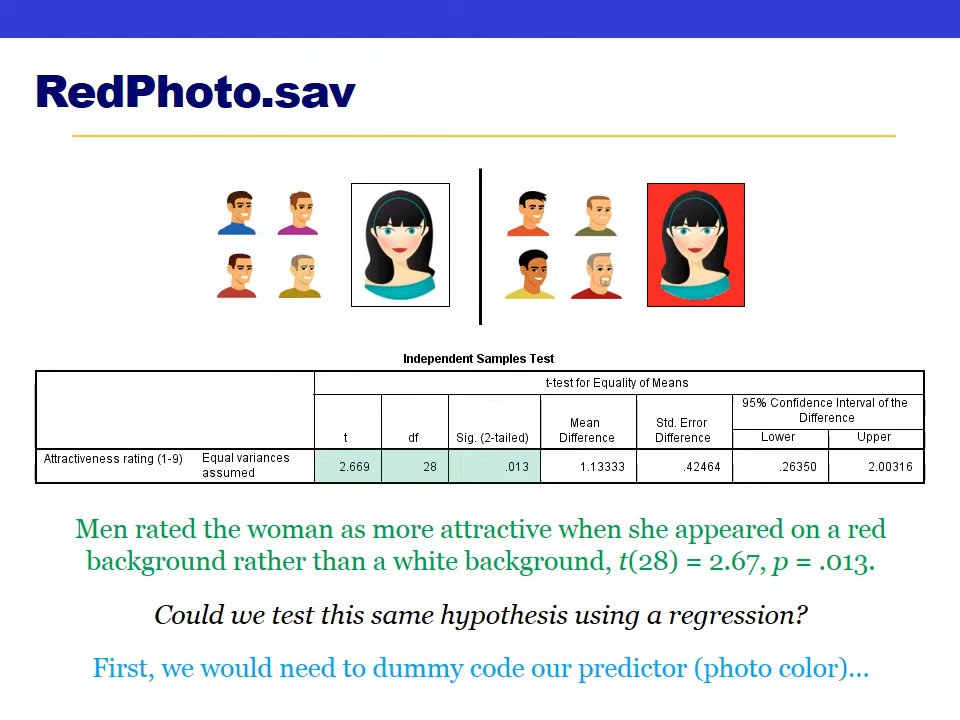 RedPhoto.sav
Independent Samples Test
t-test for Equality of Means
95% Confidence Interval of the
Difference
t df Sig. (2-tailed) Mean Difference Std. Error Difference Lower Upper
Attractiveness rating (1-9) Equal variances assumed 2.669 28 .013 1.13333 .42464 .26350 2.00316
Men rated the woman as more attractive when she appeared on a red
background rather than a white background, t(28) = 2.67, p = .013.
Could we test this same hypothesis using a regression?
First, we would need to dummy code our predictor (photo color)...